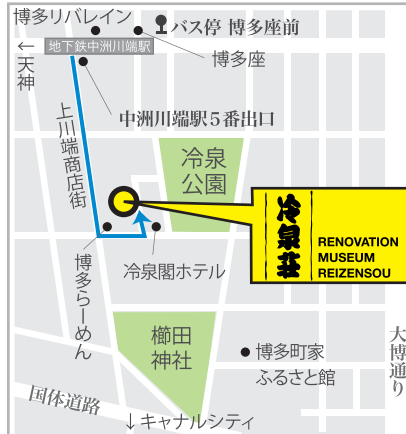 博多リバレイン
バス停 博多座前
地下鉄中洲川端駅
博多座
←天神
中洲川端駅5番出口
上川端商店街
冷泉
公園
冷泉荘
RENOVATION
MUSEUM
REIZENSOU
冷泉閣ホテル
博多らーめん
櫛田
神社
博多町家
ふるさと館
大博通り
国体道路
↓キャナルシティ